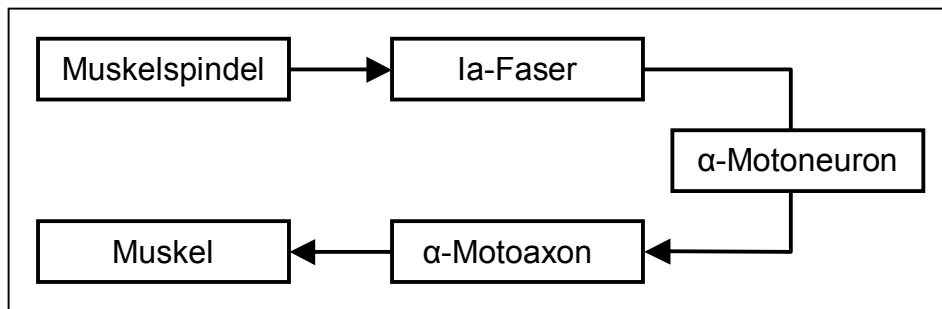 Muskelspindel
Ia-Faser
α-Motoneuron
α-Motoaxon
Muskel